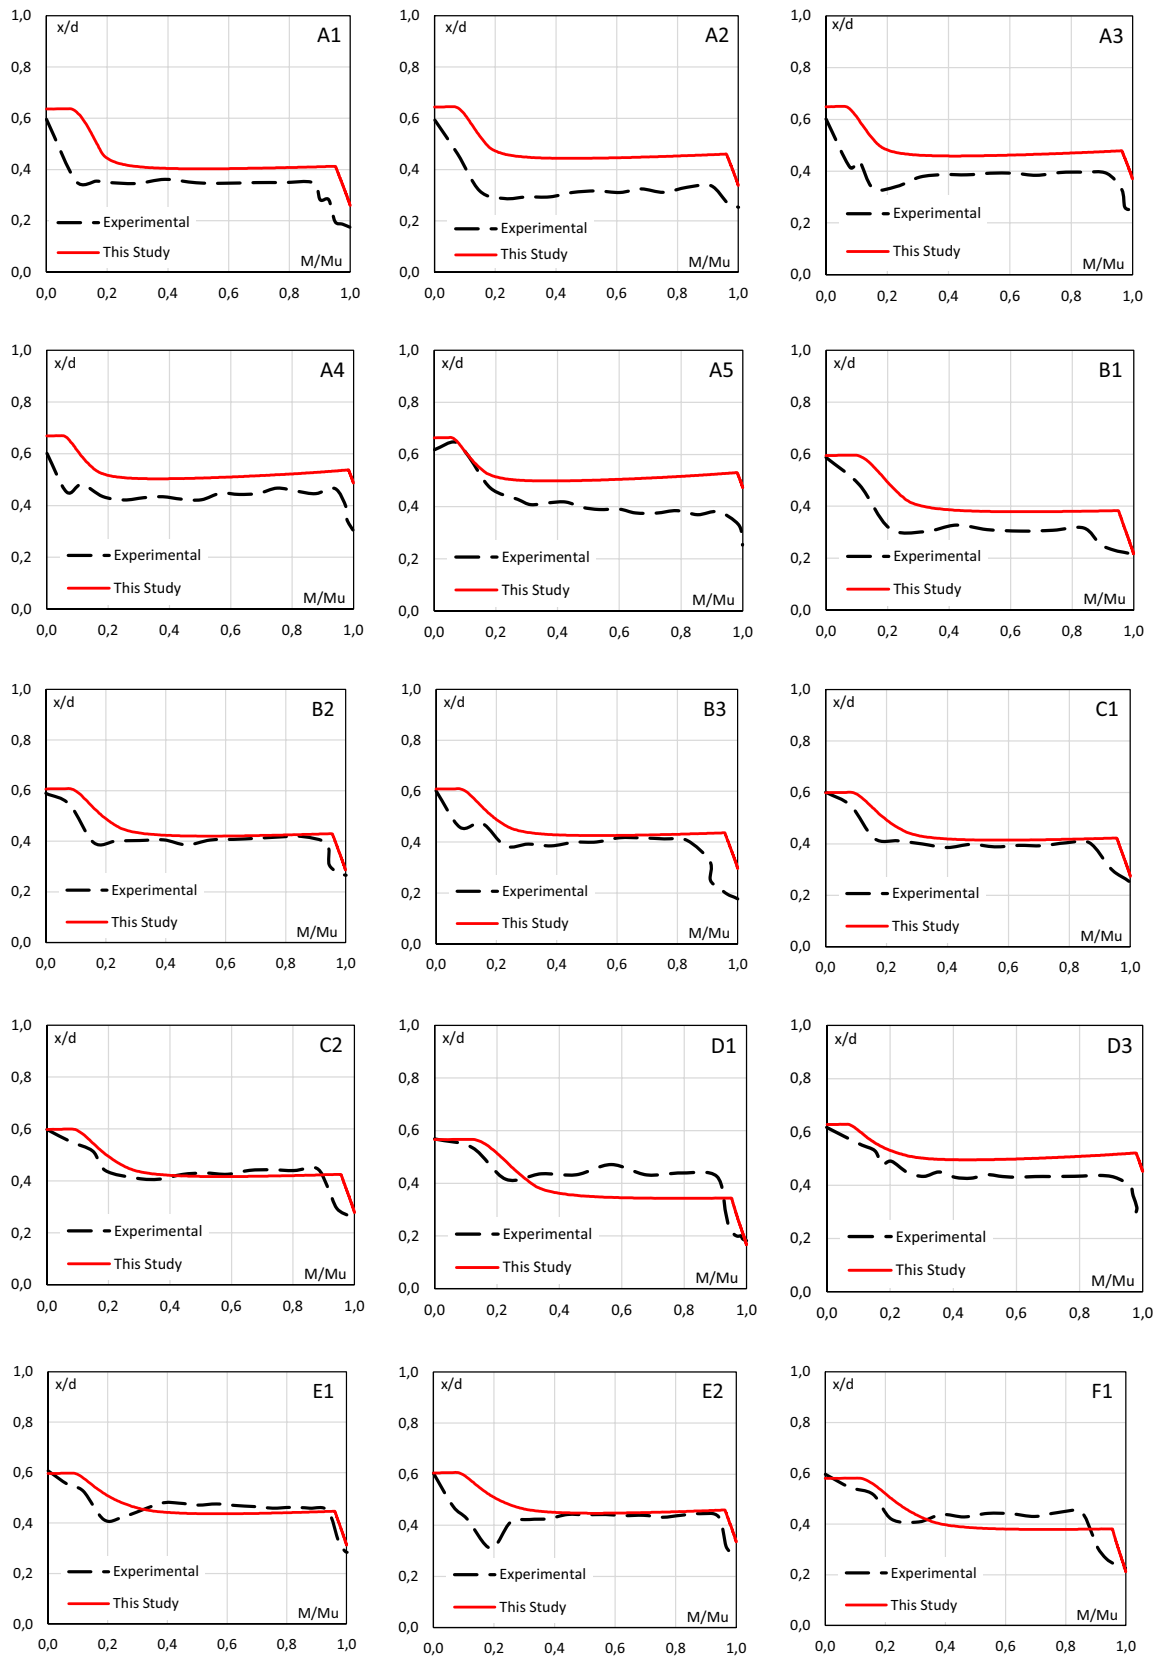 1,0 x/d A1
0,8
0,6
0,4
0,2 Experimental
This Study
0,0 M/Mu
0,0 0,2 0,4 0,6 0,8 1,0
1,0 x/d A2
0,8
0,6
0,4
0,2 Experimental
This Study
0,0 M/Mu
0,0 0,2 0,4 0,6 0,8 1,0
1,0 x/d A3
0,8
0,6
0,4
0,2 Experimental
This Study
0,0 M/Mu
0,0 0,2 0,4 0,6 0,8 1,0
1,0 x/d A4
0,8
0,6
0,4
0,2 Experimental
This Study
0,0 M/Mu
0,0 0,2 0,4 0,6 0,8 1,0
1,0 x/d A5
0,8
0,6
0,4
0,2 Experimental
This Study
0,0 M/Mu
0,0 0,2 0,4 0,6 0,8 1,0
1,0 x/d B1
0,8
0,6
0,4
0,2 Experimental
This Study
0,0 M/Mu
0,0 0,2 0,4 0,6 0,8 1,0
1,0 x/d B2
0,8
0,6
0,4
0,2 Experimental
This Study
0,0 M/Mu
0,0 0,2 0,4 0,6 0,8 1,0
1,0 x/d B3
0,8
0,6
0,4
0,2 Experimental
This Study
0,0 M/Mu
0,0 0,2 0,4 0,6 0,8 1,0
1,0 x/d C1
0,8
0,6
0,4
0,2 Experimental
This Study
0,0 M/Mu
0,0 0,2 0,4 0,6 0,8 1,0
1,0 x/d C2
0,8
0,6
0,4
0,2 Experimental
This Study
0,0 M/Mu
0,0 0,2 0,4 0,6 0,8 1,0
1,0 x/d D1
0,8
0,6
0,4
0,2 Experimental
This Study
0,0 M/Mu
0,0 0,2 0,4 0,6 0,8 1,0
1,0 x/d D3
0,8
0,6
0,4
0,2 Experimental
This Study
0,0 M/Mu
0,0 0,2 0,4 0,6 0,8 1,0
1,0 x/d E1
0,8
0,6
0,4
0,2 Experimental
This Study
0,0 M/Mu
0,0 0,2 0,4 0,6 0,8 1,0
1,0 x/d E2
0,8
0,6
0,4
0,2 Experimental
This Study
0,0 M/Mu
0,0 0,2 0,4 0,6 0,8 1,0
1,0 x/d F1
0,8
0,6
0,4
0,2 Experimental
This Study
0,0 M/Mu
0,0 0,2 0,4 0,6 0,8 1,0